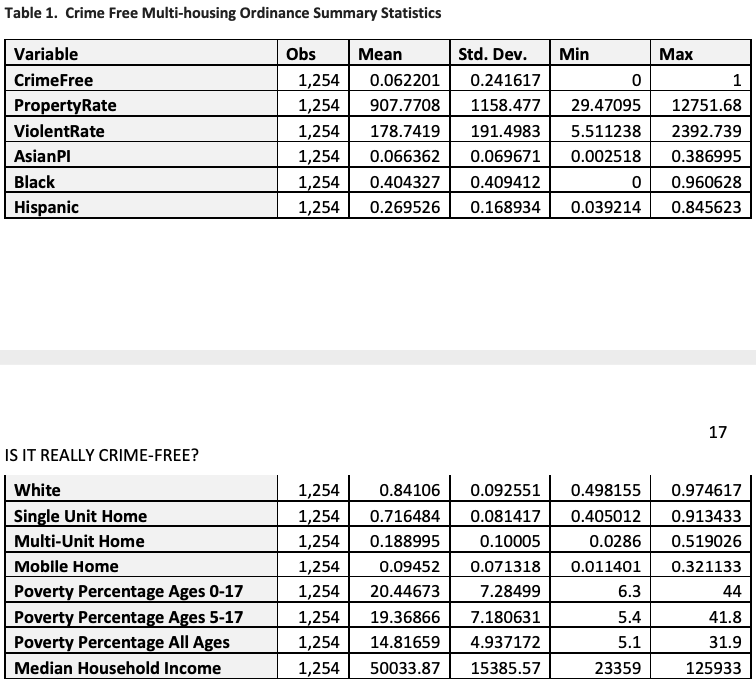 Table 1. Crime Free Multi-housing Ordinance Summary Statistics
Variable Obs Mean Std. Dev. Min Max
CrimeFree 1,254 0.062201 0.241617 0 1
PropertyRate 1,254 907.7708 1158.477 29.47095 12751.68
ViolentRate 1,254 178.7419 191.4983 5.511238 2392.739
AsianPI 1,254 0.066362 0.069671 0.002518 0.386995
Black 1,254 0.404327 0.409412 0 0.960628
Hispanic 1,254 0.269526 0.168934 0.039214 0.845623
17
IS IT REALLY CRIME-FREE?
White 1,254 0.84106 0.092551 0.498155 0.974617
Single Unit Home 1,254 0.716484 0.081417 0.405012 0.913433
Multi-Unit Home 1,254 0.188995 0.10005 0.0286 0.519026
Mobile Home 1,254 0.09452 0.071318 0.011401 0.321133
Poverty Percentage Ages 0-17 1,254 20.44673 7.28499 6.3 44
Poverty Percentage Ages 5-17 1,254 19.36866 7.180631 5.4 41.8
Poverty Percentage All Ages 1,254 14.81659 4.937172 5.1 31.9
Median Household Income 1,254 50033.87 15385.57 23359 125933